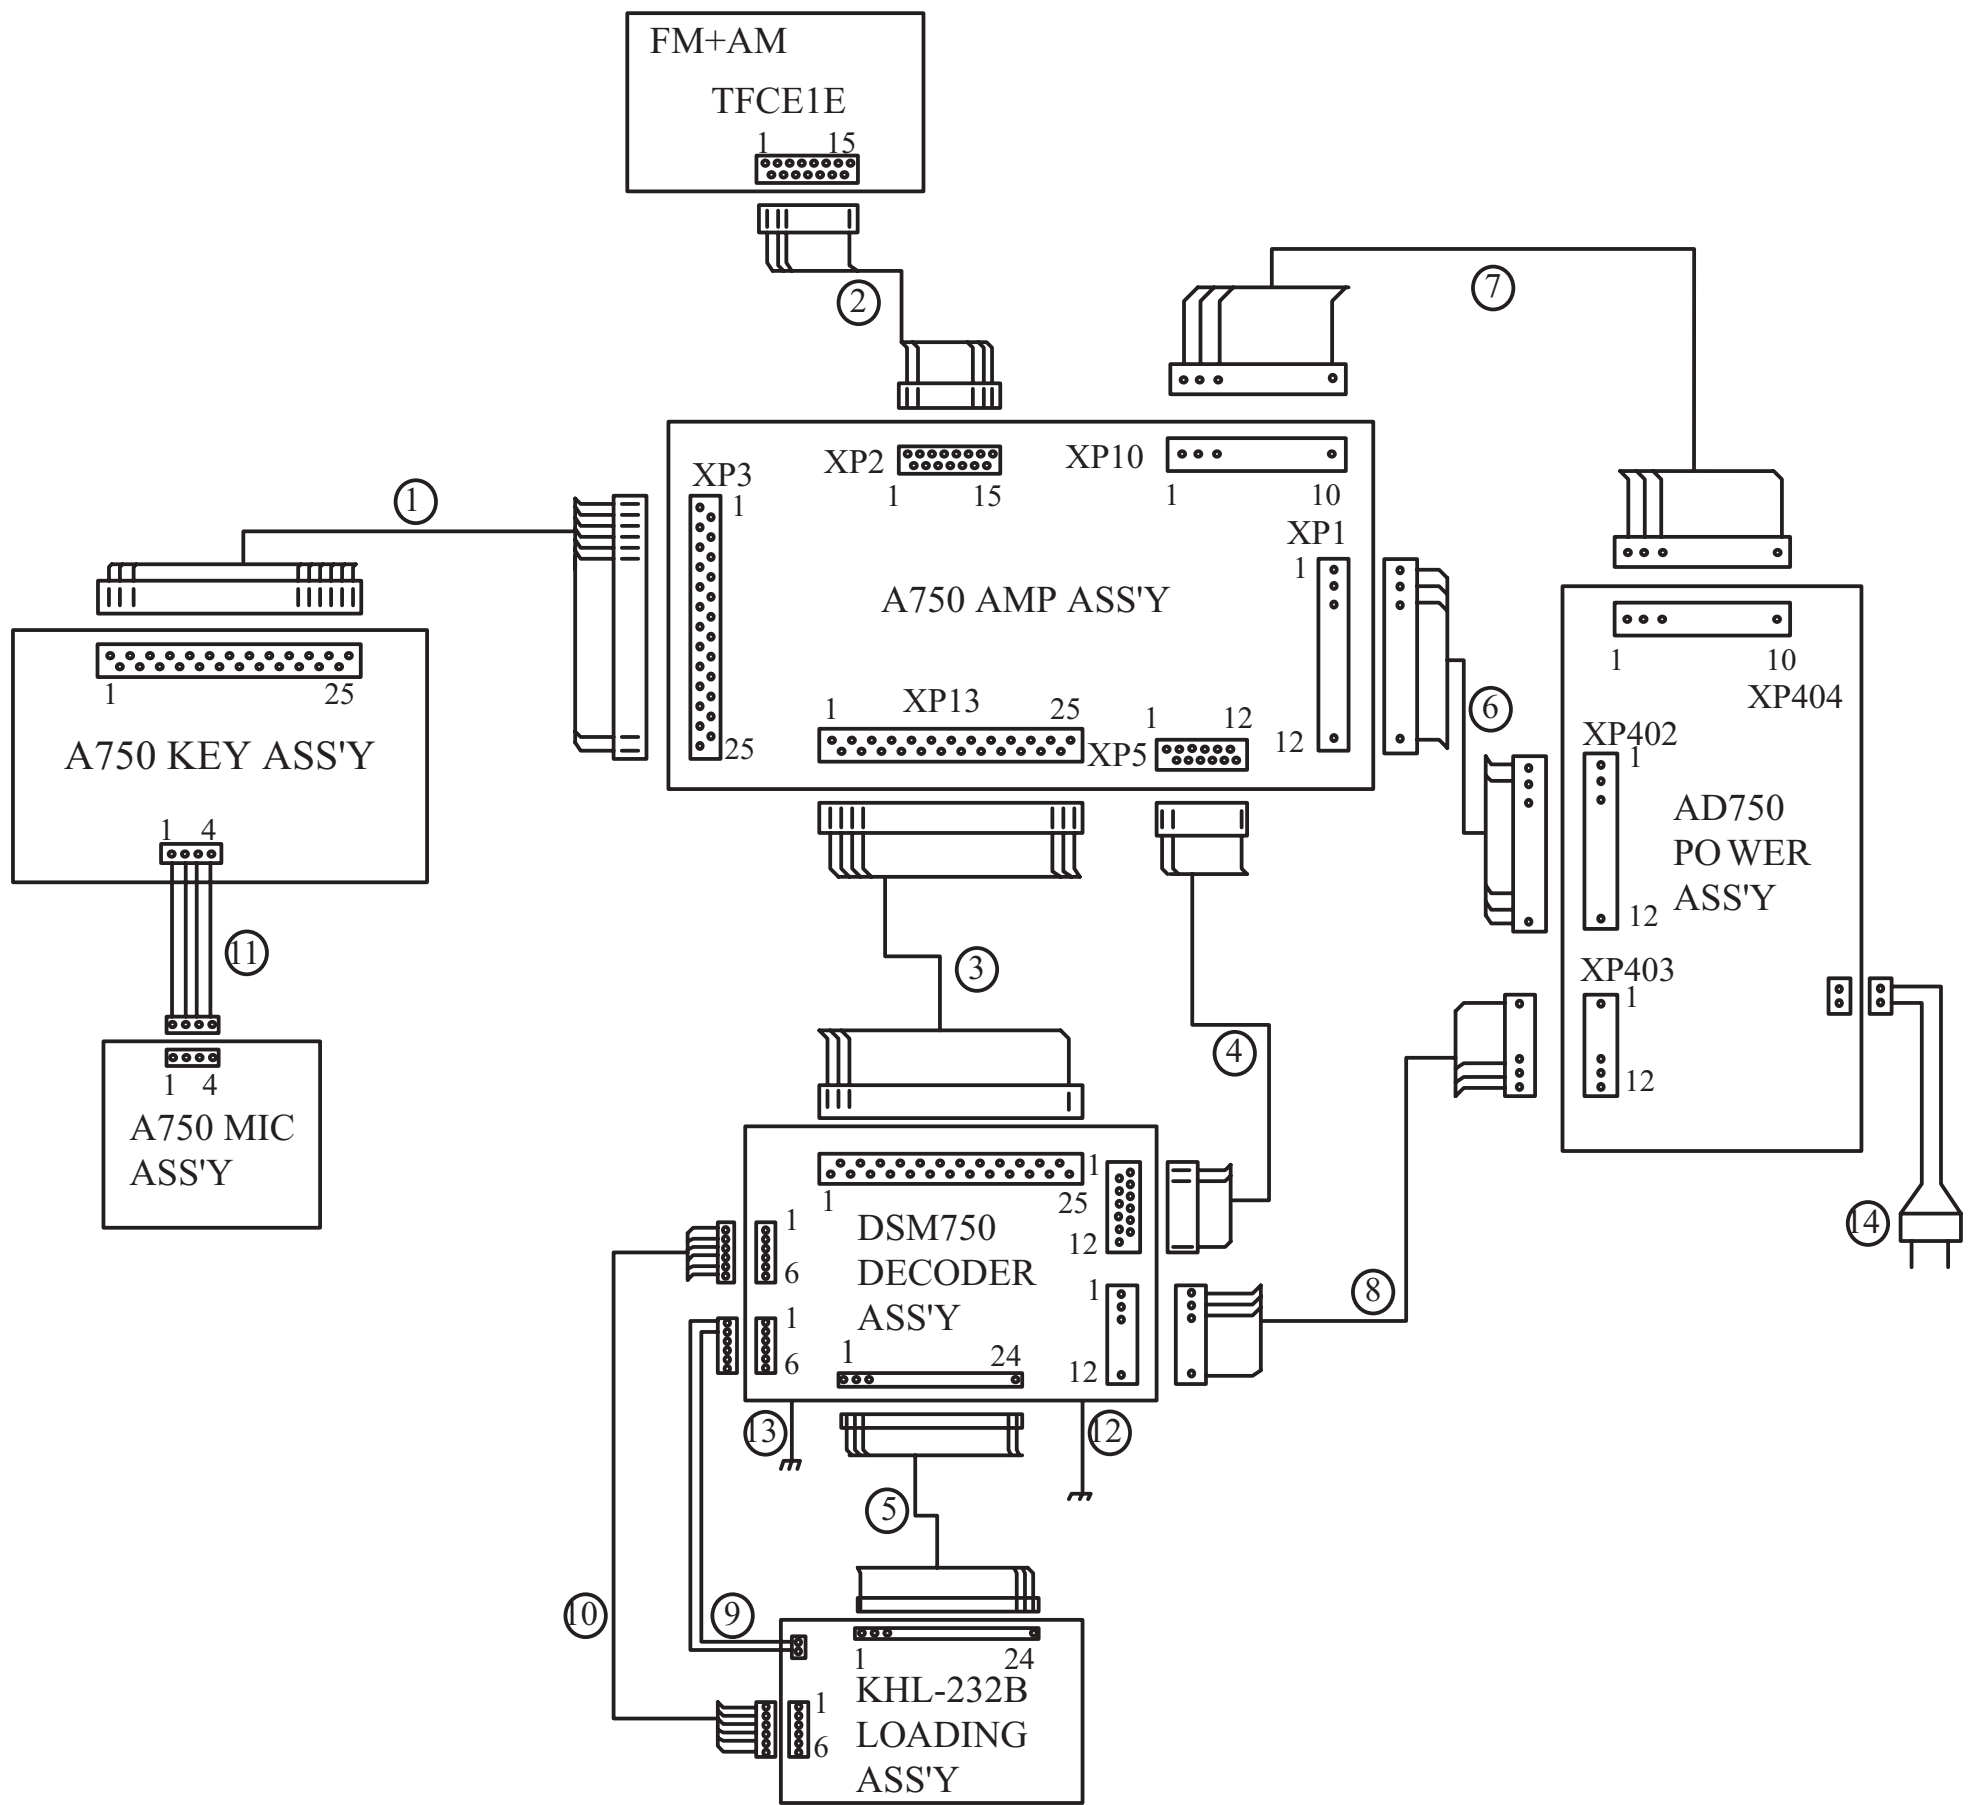 FM+AM
TFCE1E
1 15
2
7
XP3
1
25
XP2
1 15
XP10
1 10
XP1
1
12
A750 AMP ASS'Y
XP13
1 25
XP5
1 12
1
1 25
A750 KEY ASS'Y
1 4
11
1 4
A750 MIC
ASS'Y
6
1 10
XP404
XP402
1
12
AD750
PO WER
ASS'Y
XP403
1
12
14
3
4
8
1 25
1
12
1
6
DSM750
DECODER
ASS'Y
1
6
1
12
1 24
13
12
5
10
9
1 24
KHL-232B
LOADING
ASS'Y
1
6